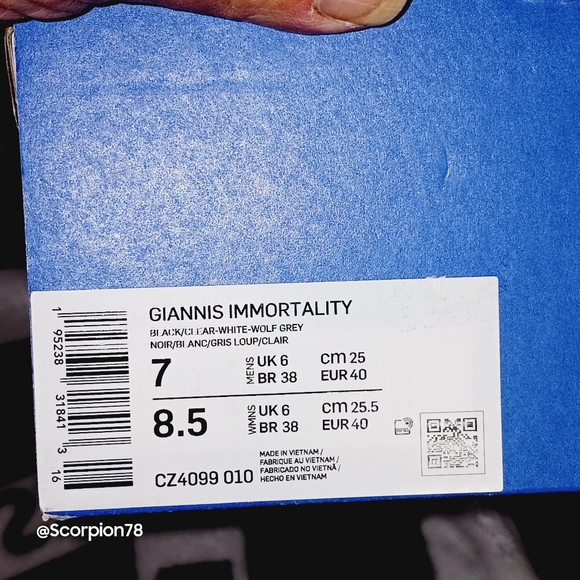 GIANNIS IMMORTALITY
BLACK/CLEAR-WHITE-WOLF GREY
NOIR/BLANC/GRIS LOUP/CLAIR
7 MENS UK 6 cm 25
BR 38 EUR 40
8.5 WMNS UK 6 cm 25.5
BR 38 EUR 40
CZ4099 010
MADE IN VIETNAM /
FABRIQUE AU VIETNAM /
FABRICADO NO VIETNÃ /
HECHO EN VIETNAM
1 95238 31841 3
16
@Scorpion78